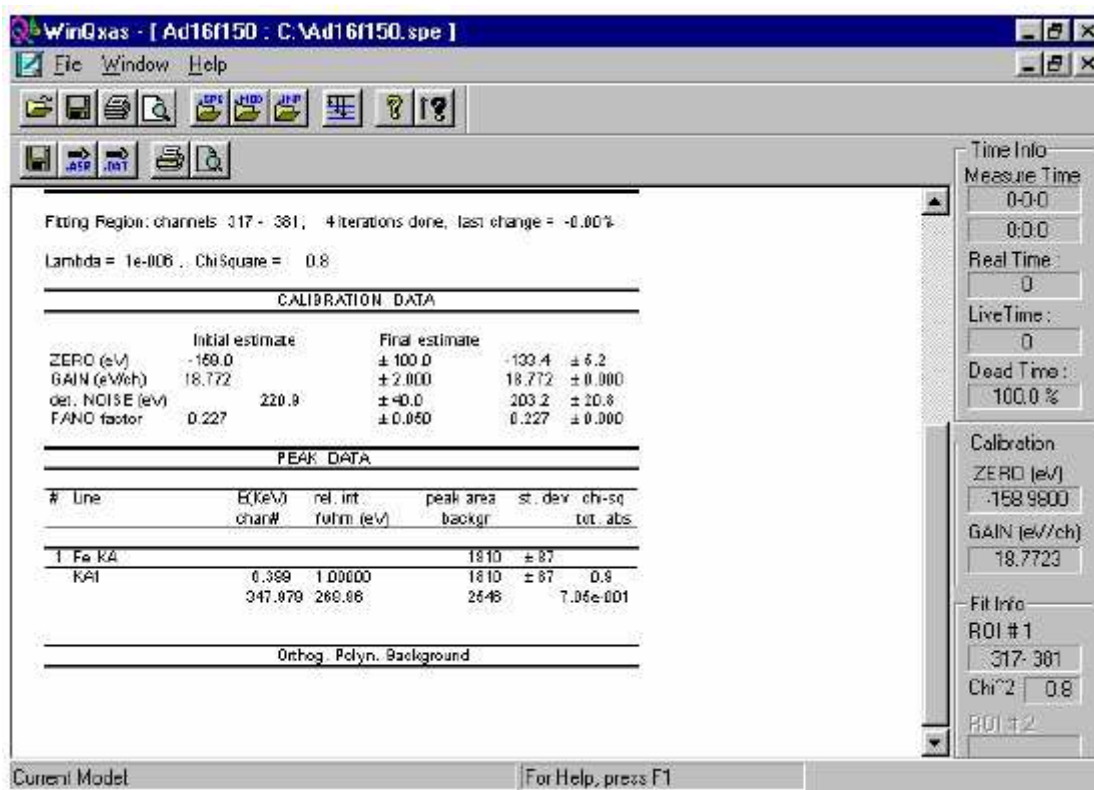 WinQxas - [ Ad16f150 : C:\Ad16f150.spe ]
File Window Help
.SPE .MOD .INP
.ASR .DAT
Fitting Region: channels 317 - 381, 4 iterations done, last change = -0.00%
Lambda = 1e-006 , ChiSquare = 0.8
CALIBRATION DATA
Initial estimate Final estimate
ZERO (eV) -159.0 ± 100.0 -133.4 ± 5.2
GAIN (eV/ch) 18.772 ± 2.000 18.772 ± 0.000
det. NOISE (eV) 220.9 ± 40.0 203.2 ± 20.8
FANO factor 0.227 ± 0.050 0.227 ± 0.000
PEAK DATA
# Line E(KeV) rel. int. peak area st. dev chi-sq
chan# fwhm (eV) backgr tot. abs
1 Fe KA 1810 ± 87
KA1 6.399 1.00000 1810 ± 87 0.9
347.979 2546 7.05e-001
Orthog. Polyn. Background
Time Info
Measure Time
0:0:0
0:0:0
Real Time :
0
LiveTime :
0
Dead Time :
100.0 %
Calibration
ZERO (eV)
-158.9800
GAIN (eV/ch)
18.7723
Fit Info
ROI # 1
317- 381
Chi^2 0.8
ROI # 2
Current Model: For Help, press F1